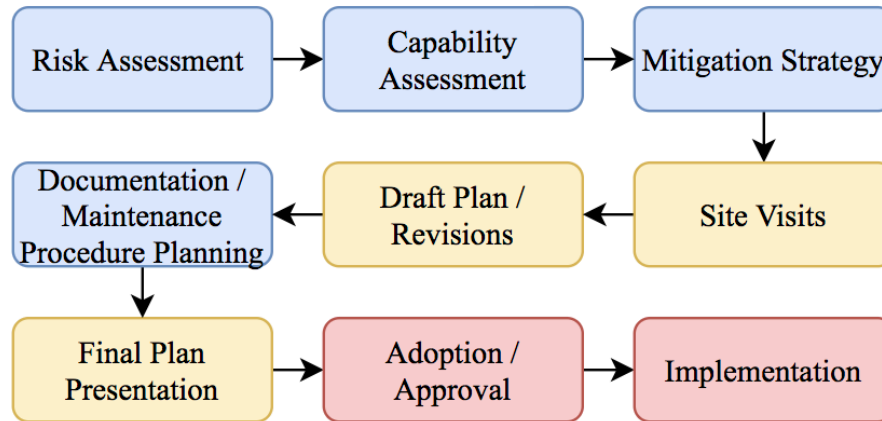 Risk Assessment
Capability
Assessment
Mitigation Strategy
Documentation /
Maintenance
Procedure Planning
Draft Plan /
Revisions
Site Visits
Final Plan
Presentation
Adoption /
Approval
Implementation